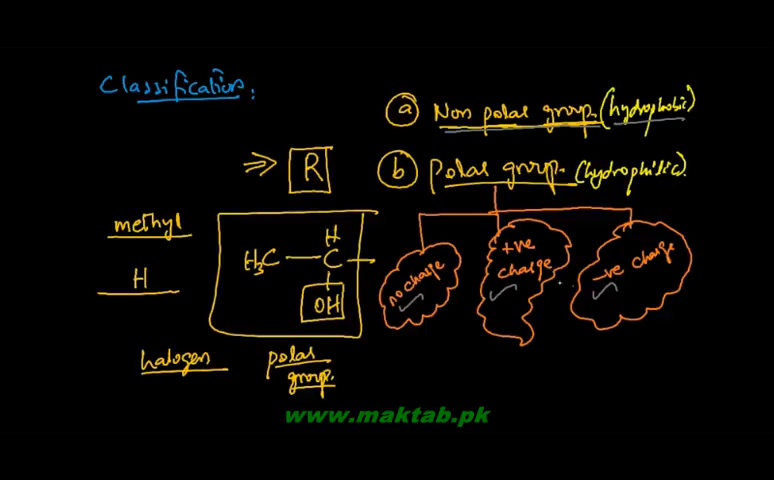 Classification:
(a) Non polar group (hydrophobic)
⇒ R
(b) Polar group. (hydrophilic)
methyl
H
H
H3C — C —
OH
no charge
+ve
charge
-ve charge
halogen
polar
group.
www.maktab.pk